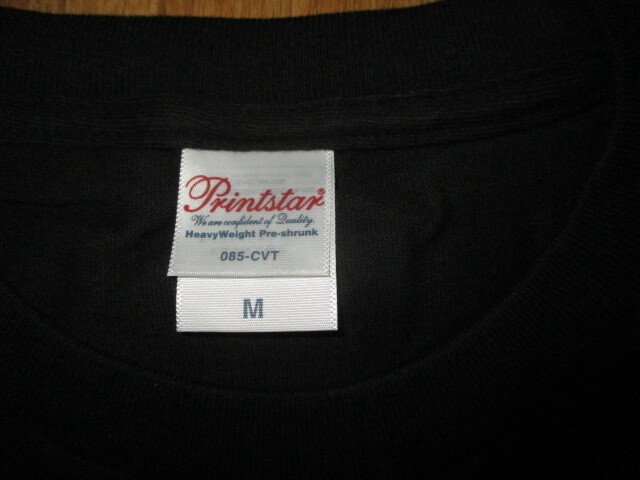 Printstar®
We are confident of Quality.
HeavyWeight Pre-shrunk
085-CVT
M